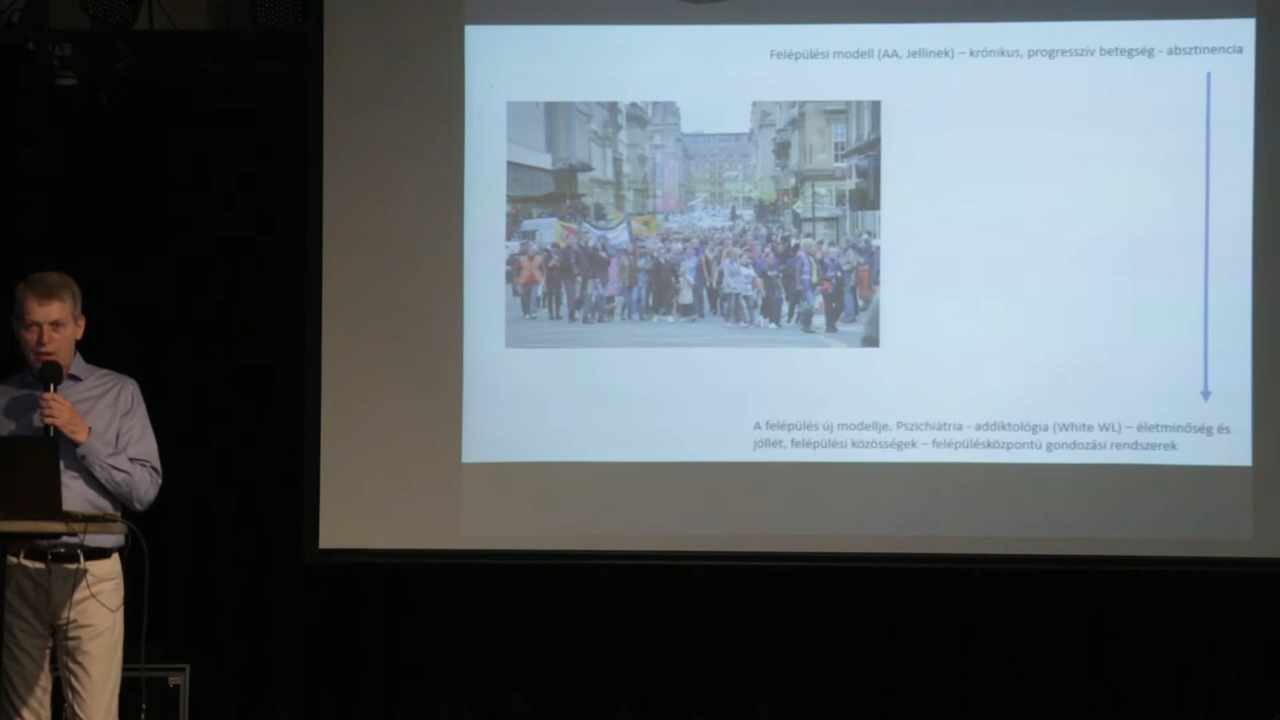 Felépülési modell (AA, Jellinek) – krónikus, progresszív betegség - absztinencia
A felépülés új modellje. Pszichiátria - addiktológia (White WL) – életminőség és
jóllét, felépülési közösségek – felépülésközpontú gondozási rendszerek